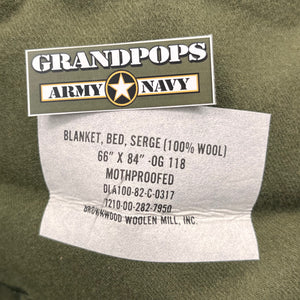 GRANDPOPS
ARMY NAVY
BLANKET, BED, SERGE (100% WOOL)
66" X 84" -OG 118
MOTHPROOFED
DLA100-82-C-0317
7210-00-282-7950
BROWNWOOD WOOLEN MILL, INC.